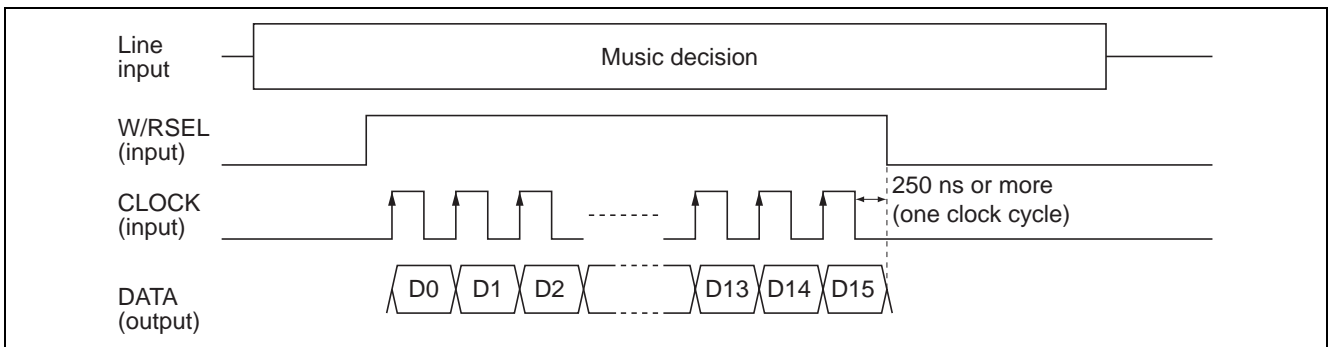 Line
input
Music decision
W/RSEL
(input)
CLOCK
(input)
250 ns or more
(one clock cycle)
DATA
(output)
D0 D1 D2 D13 D14 D15